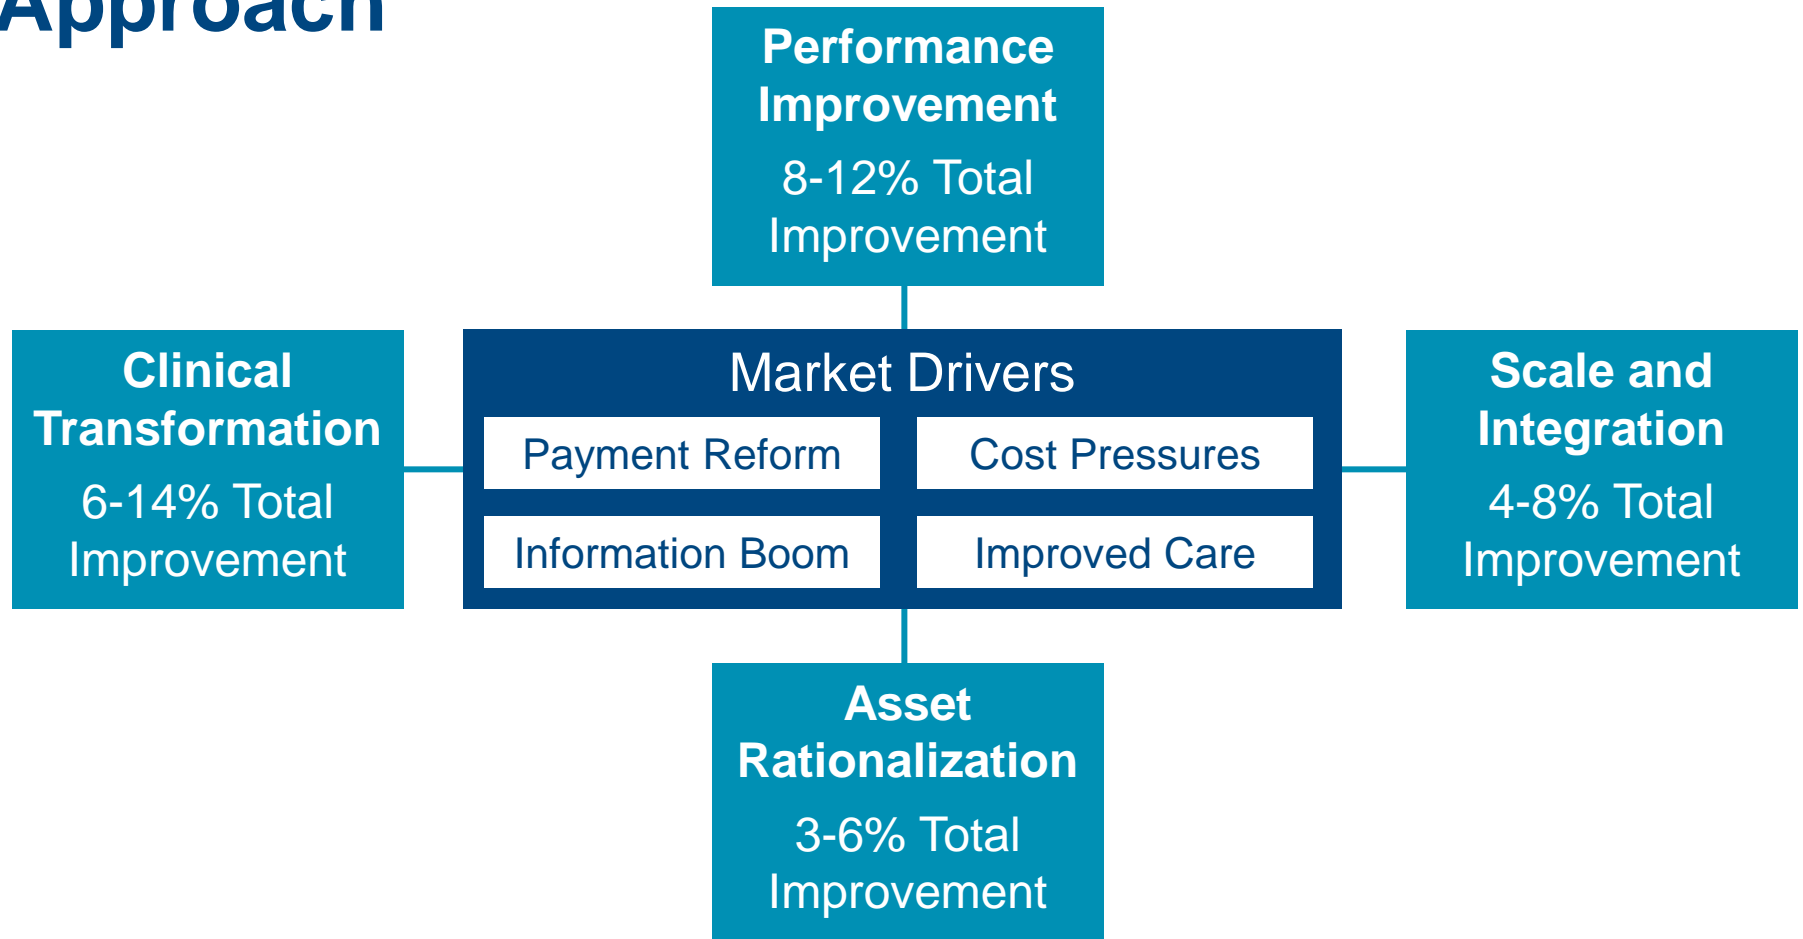 Approach
Performance
Improvement
8-12% Total
Improvement
Clinical
Transformation
6-14% Total
Improvement
Market Drivers
Payment Reform
Cost Pressures
Information Boom
Improved Care
Scale and
Integration
4-8% Total
Improvement
Asset
Rationalization
3-6% Total
Improvement